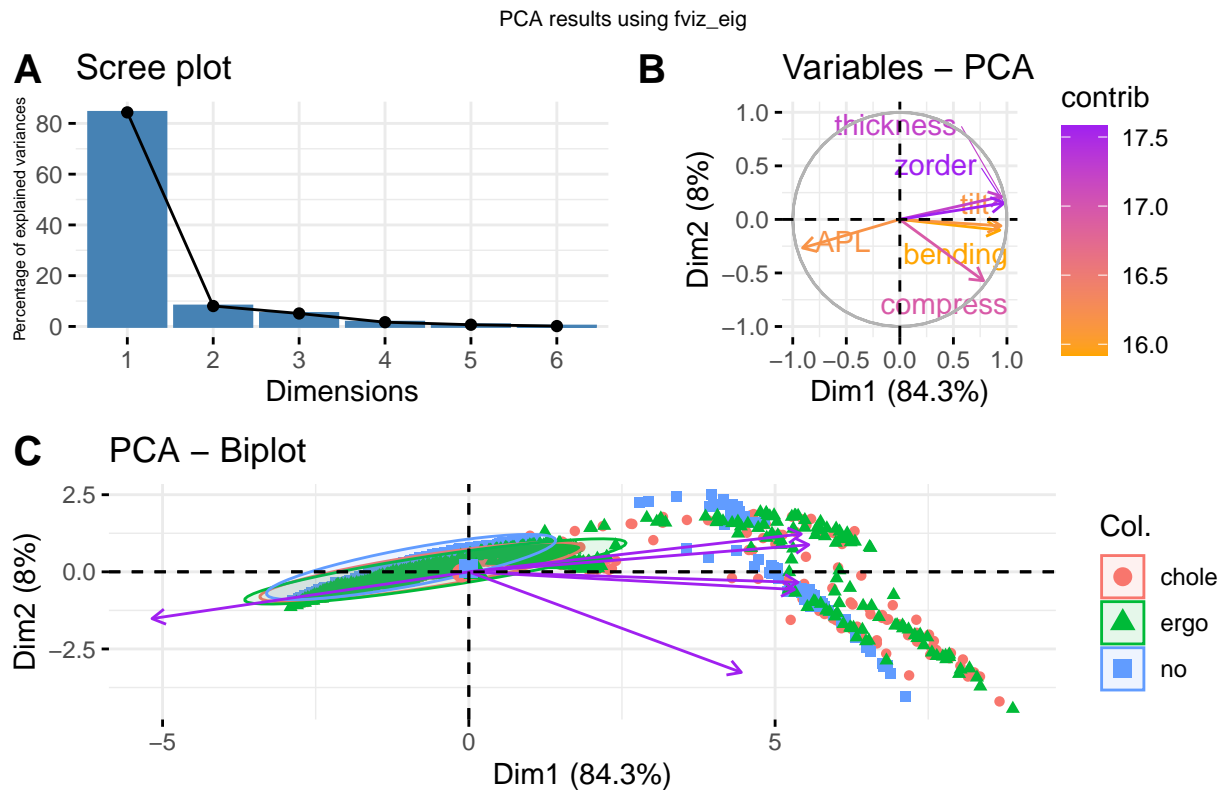 PCA results using fviz_eig
A Scree plot
Percentage of explained variances
80
60
40
20
0
1 2 3 4 5 6
Dimensions
B Variables − PCA
Dim2 (8%)
1.0
0.5
0.0
−0.5
−1.0
thickness
zorder
tilt
APL
bending
compress
−1.0 −0.5 0.0 0.5 1.0
Dim1 (84.3%)
contrib
17.5
17.0
16.5
16.0
C PCA − Biplot
Dim2 (8%)
2.5
0.0
−2.5
−5 0 5
Dim1 (84.3%)
Col.
chole
ergo
no